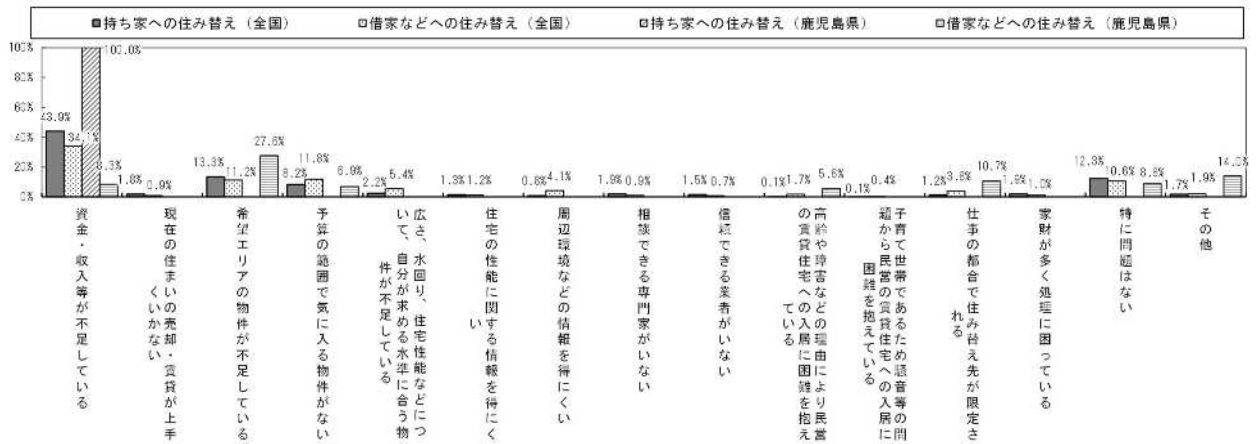 持ち家への住み替え（全国）
借家などへの住み替え（全国）
持ち家への住み替え（鹿児島県）
借家などへの住み替え（鹿児島県）
100%
80%
60%
40%
20%
0%
43.9%
34.1%
100.0%
8.3%
1.8%
0.9%
13.3%
11.2%
27.6%
8.2%
11.8%
6.9%
2.2%
5.4%
1.3%
1.2%
0.8%
4.1%
1.9%
0.9%
1.5%
0.7%
0.1%
1.7%
5.6%
0.1%
0.4%
1.2%
3.8%
10.7%
1.9%
1.0%
12.3%
10.6%
8.8%
1.7%
1.9%
14.0%
資金・収入等が不足している
現在の住まいの売却・賃貸が上手
くいかない
希望エリアの物件が不足している
予算の範囲で気に入る物件がない
広さ、水回り、住宅性能などにつ
いて、自分が求める水準に合う物
件が不足している
住宅の性能に関する情報を得にく
い
周辺環境などの情報を得にくい
相談できる専門家がいない
信頼できる業者がいない
高齢や障害などの理由により民営
の賃貸住宅への入居に困難を抱え
ている
子育て世帯であるため騒音等の問
題から民営の賃貸住宅への入居に
困難を抱えている
仕事の都合で住み替え先が限定さ
れる
家財が多く処理に困っている
特に問題はない
その他